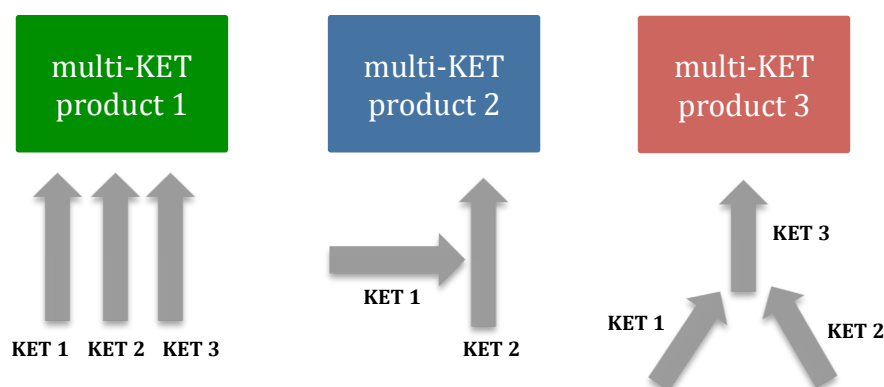 multi-KET
product 1
multi-KET
product 2
multi-KET
product 3
KET 1 KET 2 KET 3
KET 1
KET 2
KET 3
KET 1
KET 2